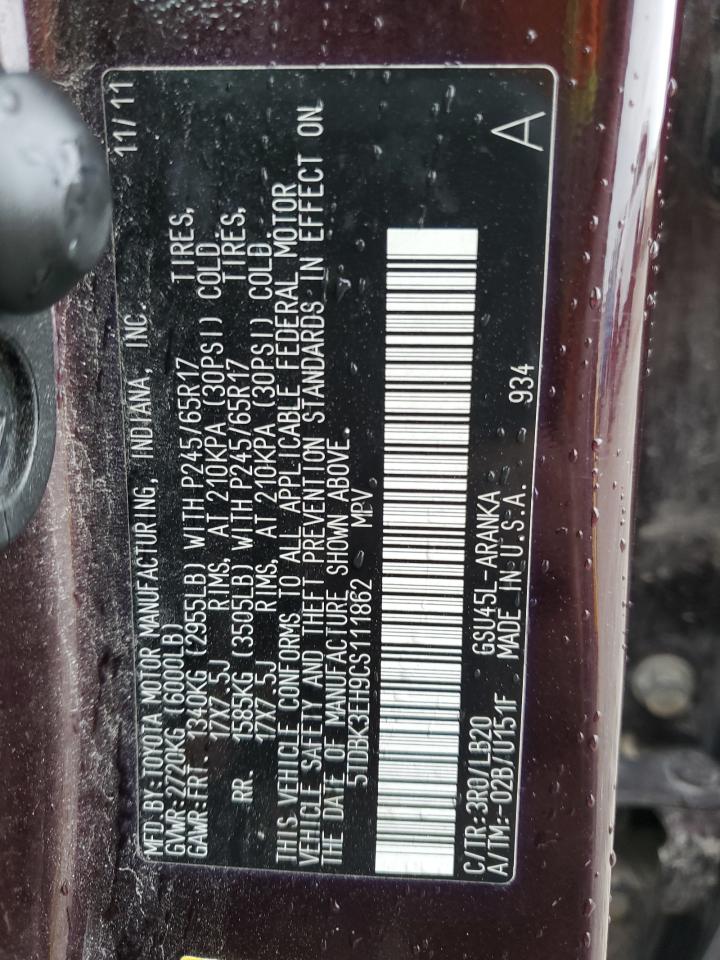 MFD.BY:TOYOTA MOTOR MANUFACTURING, INDIANA, INC. 11/11
GVWR:2720KG (6000LB)
GAWR:FRT. 1340KG (2955LB) WITH P245/65R17 TIRES,
17X7.5J RIMS, AT 210KPA (30PSI) COLD
RR. 1585KG (3505LB) WITH P245/65R17 TIRES,
17X7.5J RIMS, AT 210KPA (30PSI) COLD
THIS VEHICLE CONFORMS TO ALL APPLICABLE FEDERAL MOTOR
VEHICLE SAFETY AND THEFT PREVENTION STANDARDS IN EFFECT ON
THE DATE OF MANUFACTURE SHOWN ABOVE.
5TDBK3EH9CS111862 MPV
C/TR:3R0/LB20 GSU45L-ARANKA
A/TM:-02B/U151F MADE IN U.S.A. 934 A